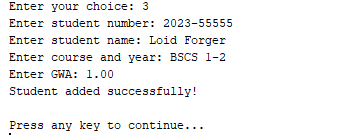 Enter your choice: 3
Enter student number: 2023-55555
Enter student name: Loid Forger
Enter course and year: BSCS 1-2
Enter GWA: 1.00
Student added successfully!
Press any key to continue...